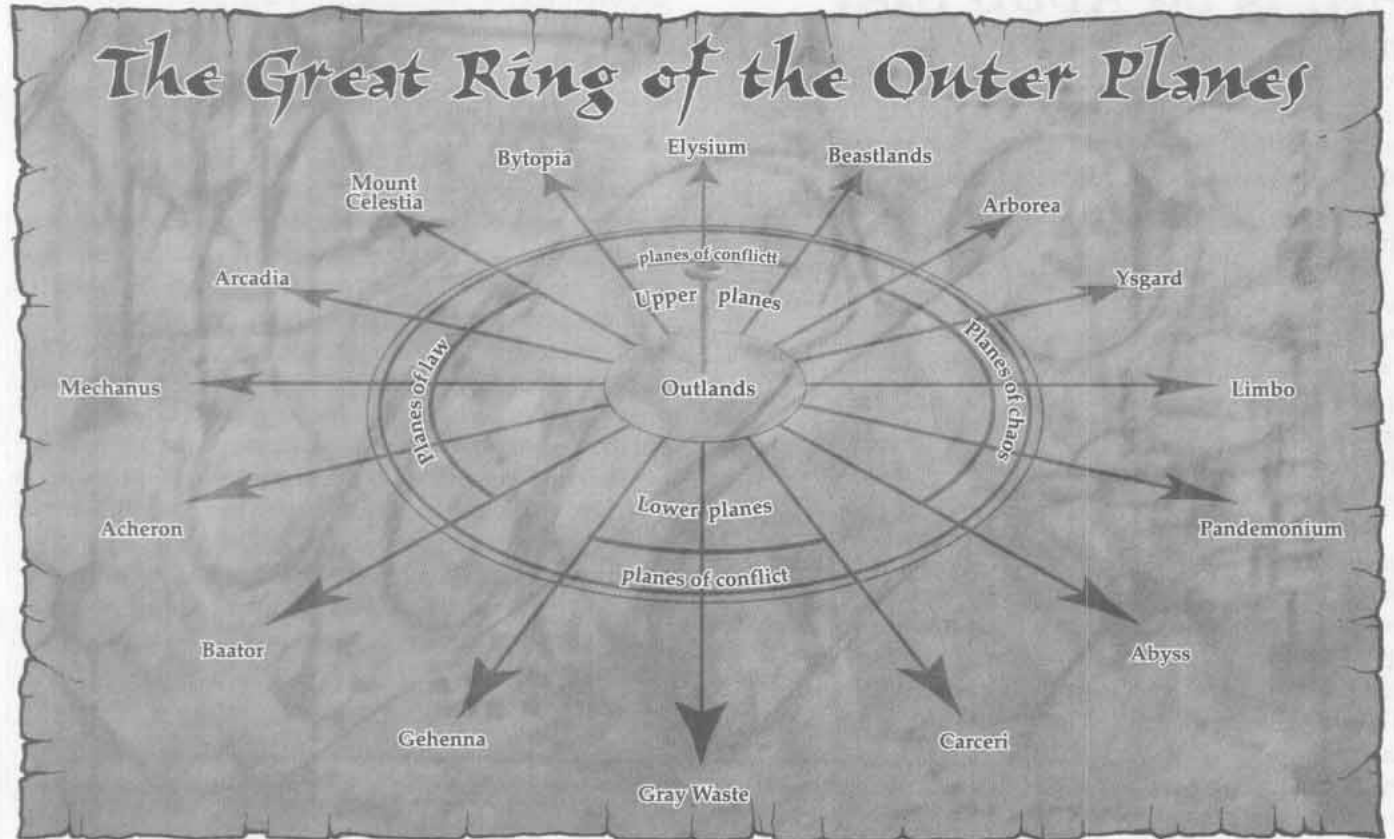 The Great Ring of the Outer Planes
Elysium
Bytopia
Beastlands
Mount
Celestia
Arborea
planes of conflictt
Arcadia
Ysgard
Upper planes
Planes of law
Planes of chaos
Mechanus
Outlands
Limbo
Lower planes
Acheron
Pandemonium
planes of conflict
Baator
Abyss
Gehenna
Carceri
Gray Waste